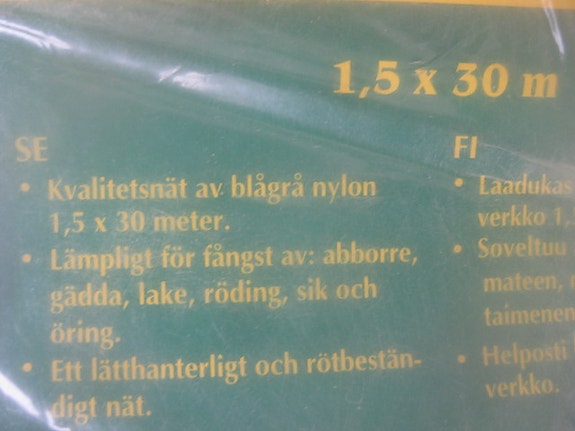 1,5 x 30 m
SE
• Kvalitetsnät av blågrå nylon
1,5 x 30 meter.
• Lämpligt för fångst av: abborre,
gädda, lake, röding, sik och
öring.
• Ett lätthanterligt och rötbestän-
digt nät.
FI
• Laadukas
verkko 1,
• Soveltuu
mateen,
taimenen
• Helposti
verkko.